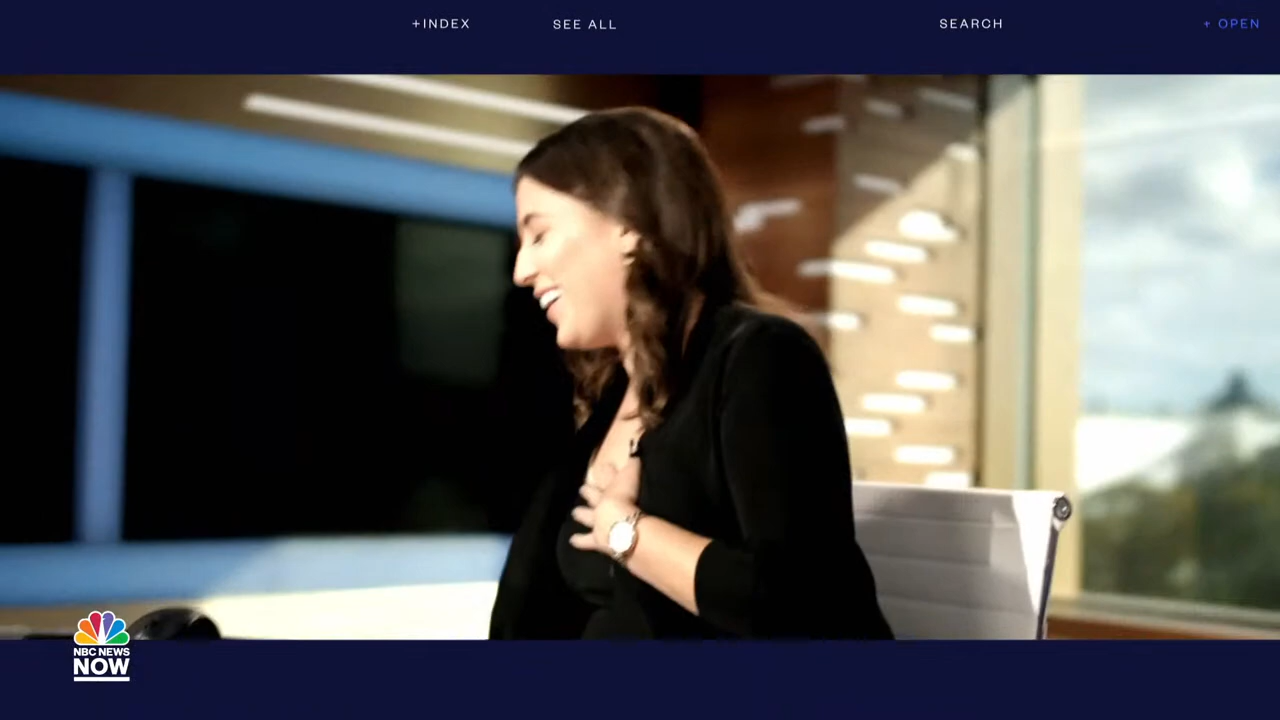 +INDEX
SEE ALL
SEARCH
+ OPEN
NBC NEWS
NOW